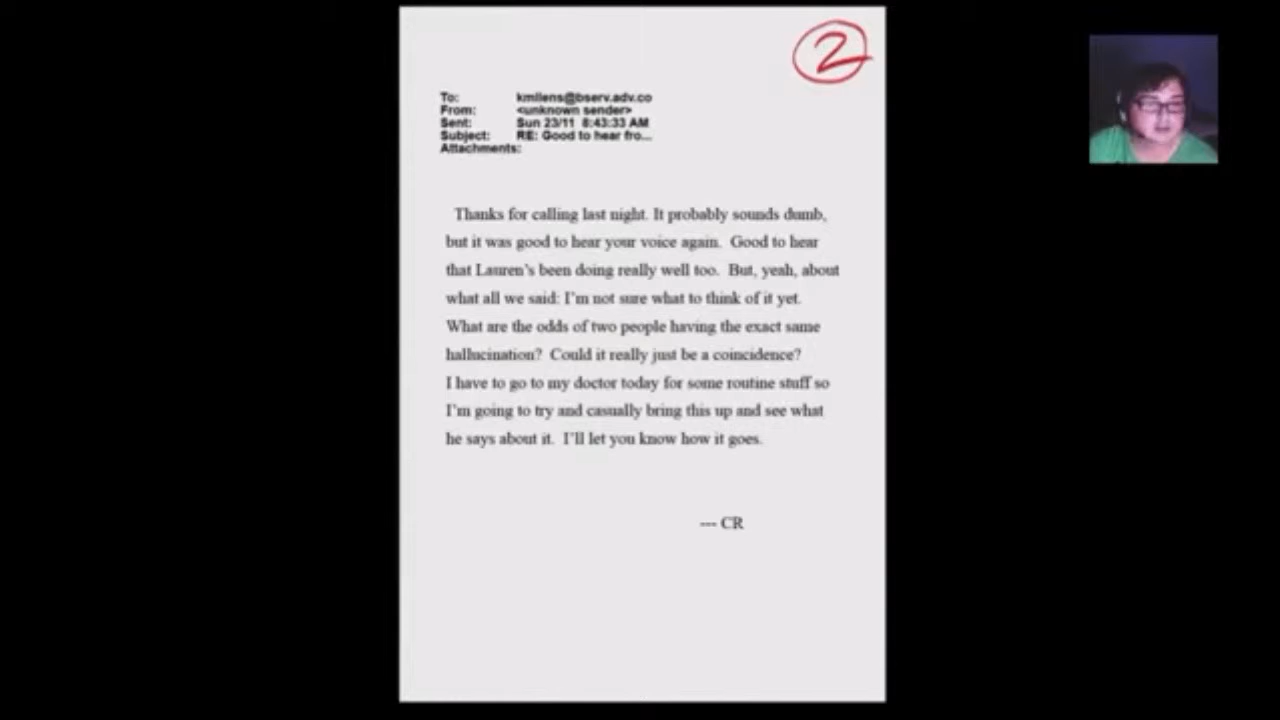 2
To: kmllens@bserv.adv.co
From: <unknown sender>
Sent: Sun 23/11 8:43:33 AM
Subject: RE: Good to hear fro...
Attachments:
Thanks for calling last night. It probably sounds dumb,
but it was good to hear your voice again. Good to hear
that Lauren's been doing really well too. But, yeah, about
what all we said: I'm not sure what to think of it yet.
What are the odds of two people having the exact same
hallucination? Could it really just be a coincidence?
I have to go to my doctor today for some routine stuff so
I'm going to try and casually bring this up and see what
he says about it. I'll let you know how it goes.
--- CR